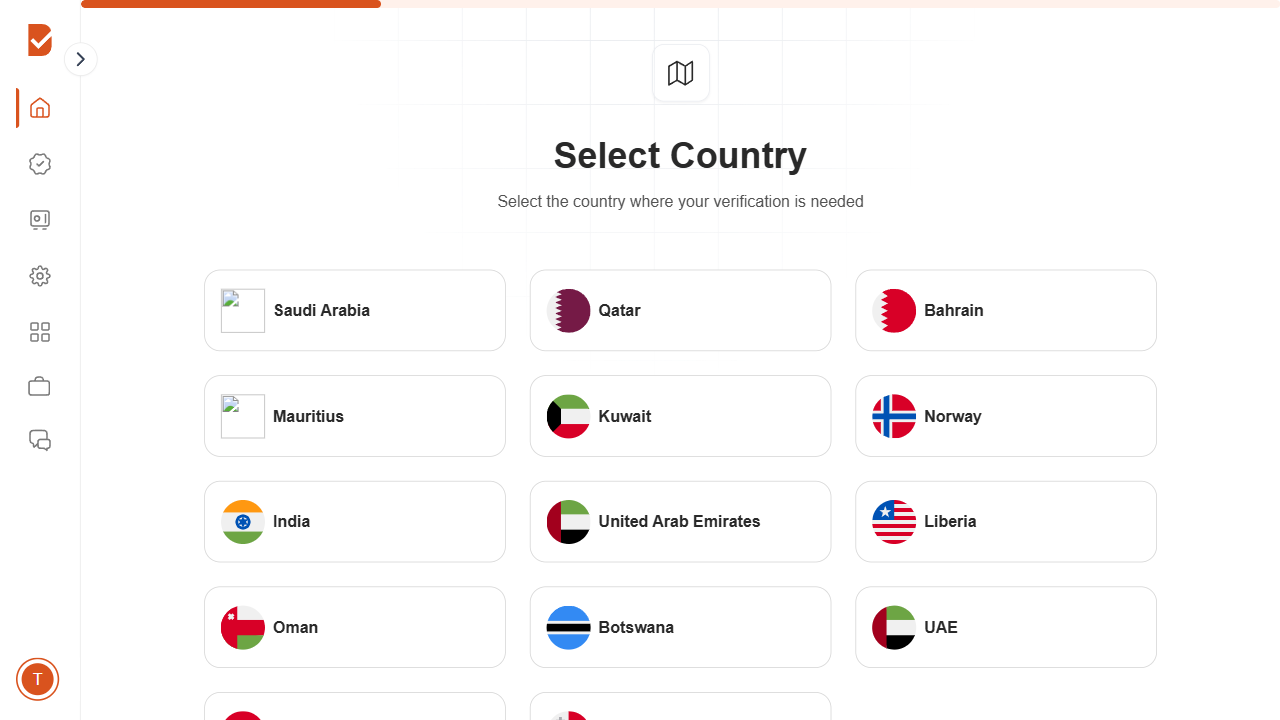 Select Country
Select the country where your verification is needed
Saudi Arabia
Qatar
Bahrain
Mauritius
Kuwait
Norway
India
United Arab Emirates
Liberia
Oman
Botswana
UAE
T